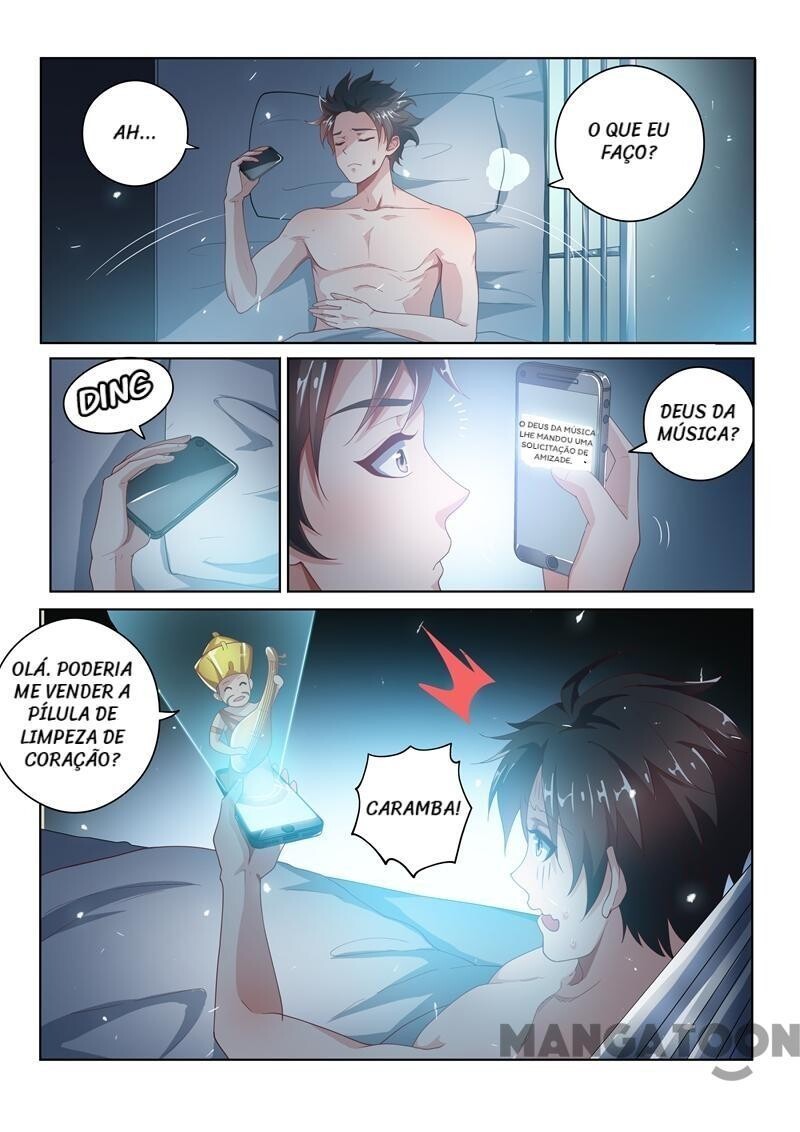 AH...
O QUE EU
FAÇO?
DING
O DEUS DA MÚSICA
LHE MANDOU UMA
SOLICITAÇÃO DE
AMIZADE.
DEUS DA
MÚSICA?
OLÁ. PODERIA
ME VENDER A
PÍLULA DE
LIMPEZA DE
CORAÇÃO?
CARAMBA!
MANGATOON